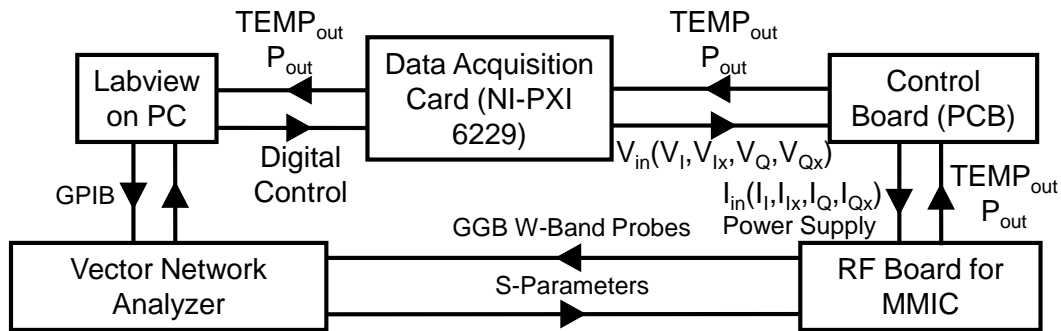 TEMPout
Pout
TEMPout
Pout
Labview
on PC
Data Acquisition
Card (NI-PXI
6229)
Control
Board (PCB)
Digital
Control
Vin(VI,VIx,VQ,VQx)
GPIB
Iin(II,IIx,IQ,IQx)
Power Supply
TEMPout
Pout
GGB W-Band Probes
Vector Network
Analyzer
S-Parameters
RF Board for
MMIC